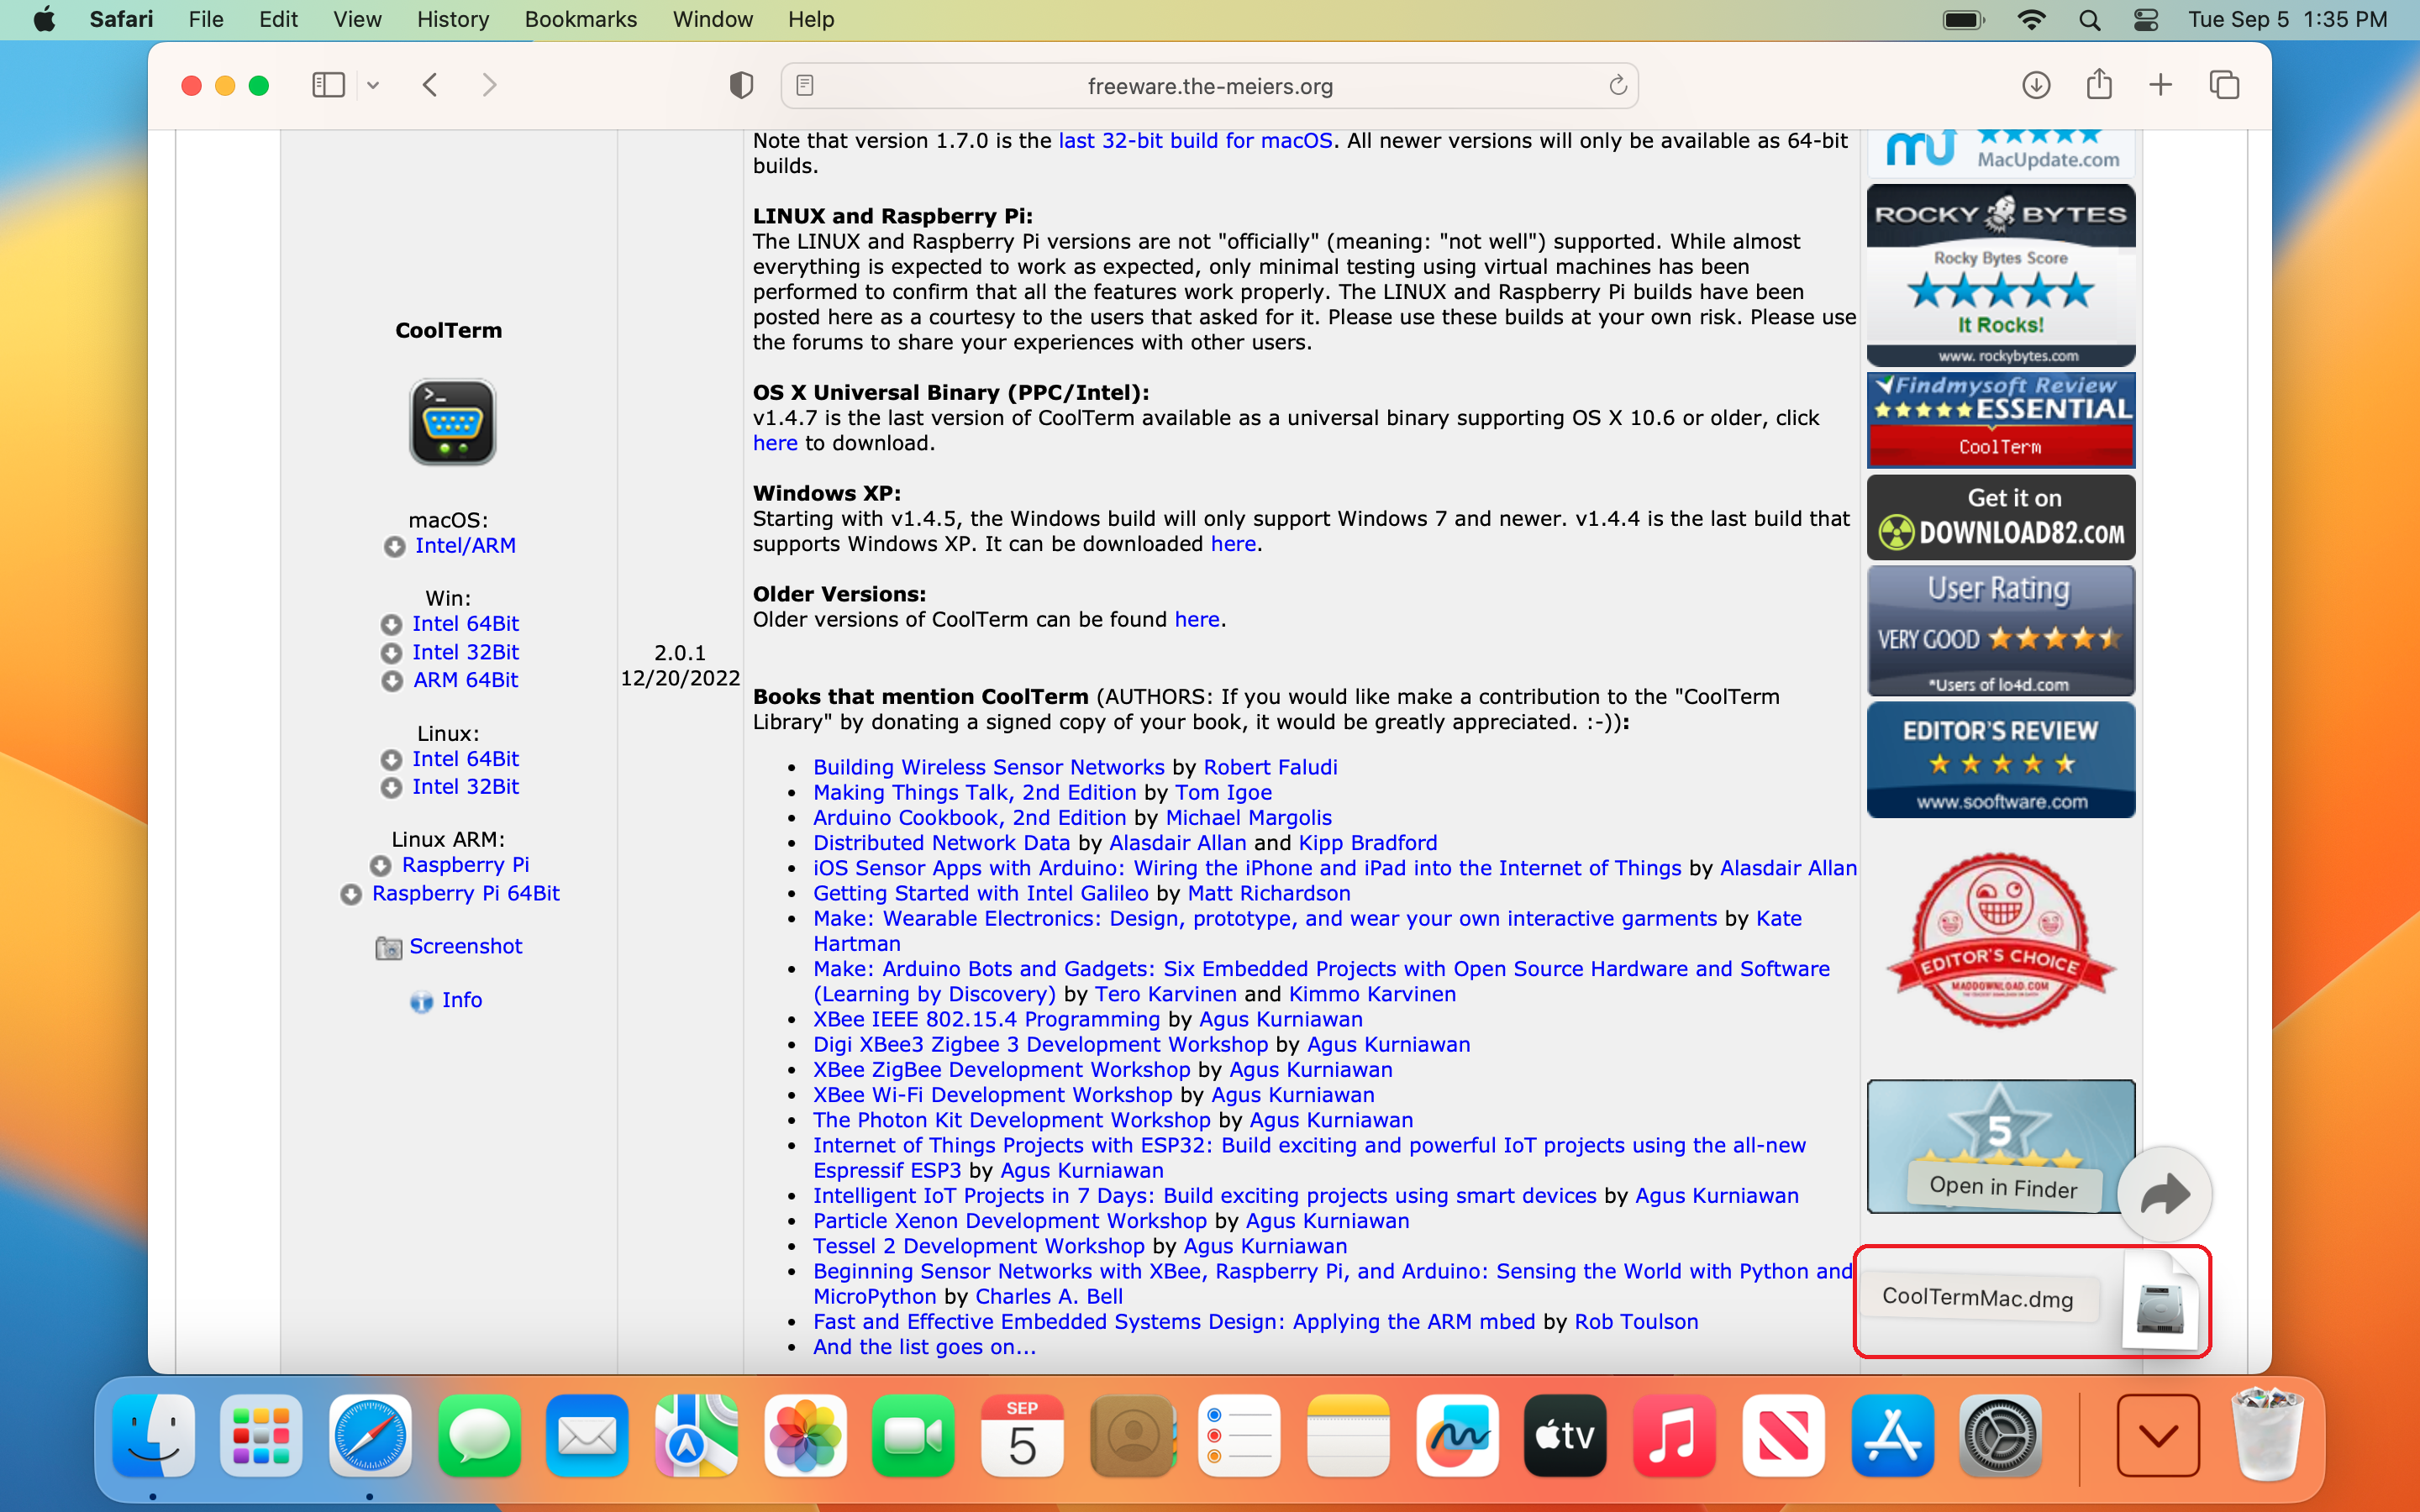 Safari File Edit View History Bookmarks Window Help
Tue Sep 5 1:35 PM
freeware.the-meiers.org
CoolTerm
macOS:
Intel/ARM
Win:
Intel 64Bit
Intel 32Bit
ARM 64Bit
Linux:
Intel 64Bit
Intel 32Bit
Linux ARM:
Raspberry Pi
Raspberry Pi 64Bit
Screenshot
Info
2.0.1
12/20/2022
Note that version 1.7.0 is the last 32-bit build for macOS. All newer versions will only be available as 64-bit
builds.
LINUX and Raspberry Pi:
The LINUX and Raspberry Pi versions are not "officially" (meaning: "not well") supported. While almost
everything is expected to work as expected, only minimal testing using virtual machines has been
performed to confirm that all the features work properly. The LINUX and Raspberry Pi builds have been
posted here as a courtesy to the users that asked for it. Please use these builds at your own risk. Please use
the forums to share your experiences with other users.
OS X Universal Binary (PPC/Intel):
v1.4.7 is the last version of CoolTerm available as a universal binary supporting OS X 10.6 or older, click
here to download.
Windows XP:
Starting with v1.4.5, the Windows build will only support Windows 7 and newer. v1.4.4 is the last build that
supports Windows XP. It can be downloaded here.
Older Versions:
Older versions of CoolTerm can be found here.
Books that mention CoolTerm (AUTHORS: If you would like make a contribution to the "CoolTerm
Library" by donating a signed copy of your book, it would be greatly appreciated. :-)):
• Building Wireless Sensor Networks by Robert Faludi
• Making Things Talk, 2nd Edition by Tom Igoe
• Arduino Cookbook, 2nd Edition by Michael Margolis
• Distributed Network Data by Alasdair Allan and Kipp Bradford
• iOS Sensor Apps with Arduino: Wiring the iPhone and iPad into the Internet of Things by Alasdair Allan
• Getting Started with Intel Galileo by Matt Richardson
• Make: Wearable Electronics: Design, prototype, and wear your own interactive garments by Kate
Hartman
• Make: Arduino Bots and Gadgets: Six Embedded Projects with Open Source Hardware and Software
(Learning by Discovery) by Tero Karvinen and Kimmo Karvinen
• XBee IEEE 802.15.4 Programming by Agus Kurniawan
• Digi XBee3 Zigbee 3 Development Workshop by Agus Kurniawan
• XBee ZigBee Development Workshop by Agus Kurniawan
• XBee Wi-Fi Development Workshop by Agus Kurniawan
• The Photon Kit Development Workshop by Agus Kurniawan
• Internet of Things Projects with ESP32: Build exciting and powerful IoT projects using the all-new
Espressif ESP3 by Agus Kurniawan
• Intelligent IoT Projects in 7 Days: Build exciting projects using smart devices by Agus Kurniawan
• Particle Xenon Development Workshop by Agus Kurniawan
• Tessel 2 Development Workshop by Agus Kurniawan
• Beginning Sensor Networks with XBee, Raspberry Pi, and Arduino: Sensing the World with Python and
MicroPython by Charles A. Bell
• Fast and Effective Embedded Systems Design: Applying the ARM mbed by Rob Toulson
• And the list goes on...
mu
MacUpdate.com
ROCKY BYTES
Rocky Bytes Score
It Rocks!
www.rockybytes.com
Findmysoft Review
ESSENTIAL
CoolTerm
Get it on
DOWNLOAD82.COM
User Rating
VERY GOOD
*Users of lo4d.com
EDITOR'S REVIEW
www.sooftware.com
EDITOR'S CHOICE
MADDOWNLOAD.COM
5
Open in Finder
CoolTermMac.dmg
>_
SEP
5
tv